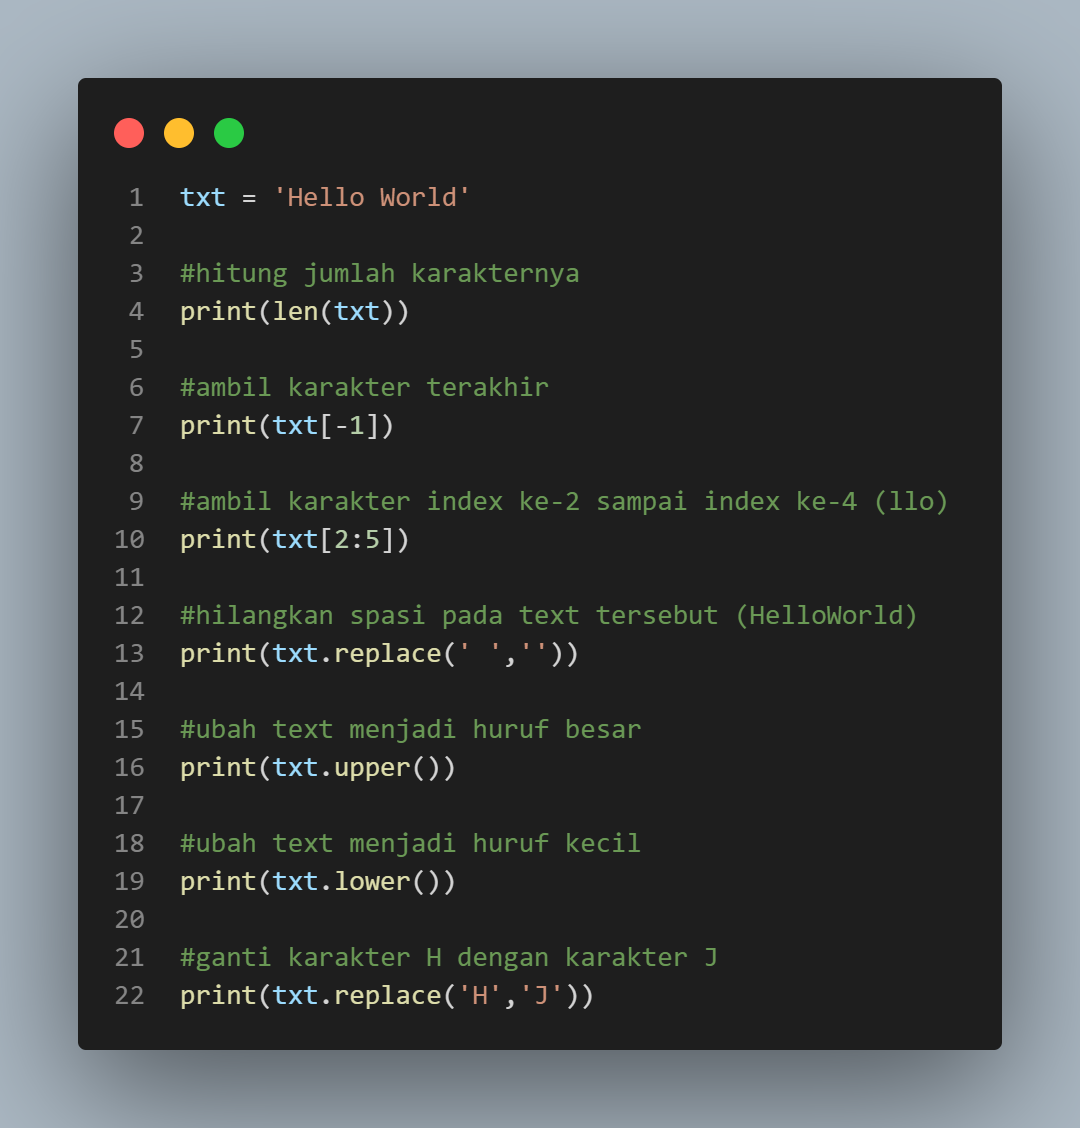 1 txt = 'Hello World'
2
3 #hitung jumlah karakternya
4 print(len(txt))
5
6 #ambil karakter terakhir
7 print(txt[-1])
8
9 #ambil karakter index ke-2 sampai index ke-4 (llo)
10 print(txt[2:5])
11
12 #hilangkan spasi pada text tersebut (HelloWorld)
13 print(txt.replace(' ',''))
14
15 #ubah text menjadi huruf besar
16 print(txt.upper())
17
18 #ubah text menjadi huruf kecil
19 print(txt.lower())
20
21 #ganti karakter H dengan karakter J
22 print(txt.replace('H','J'))